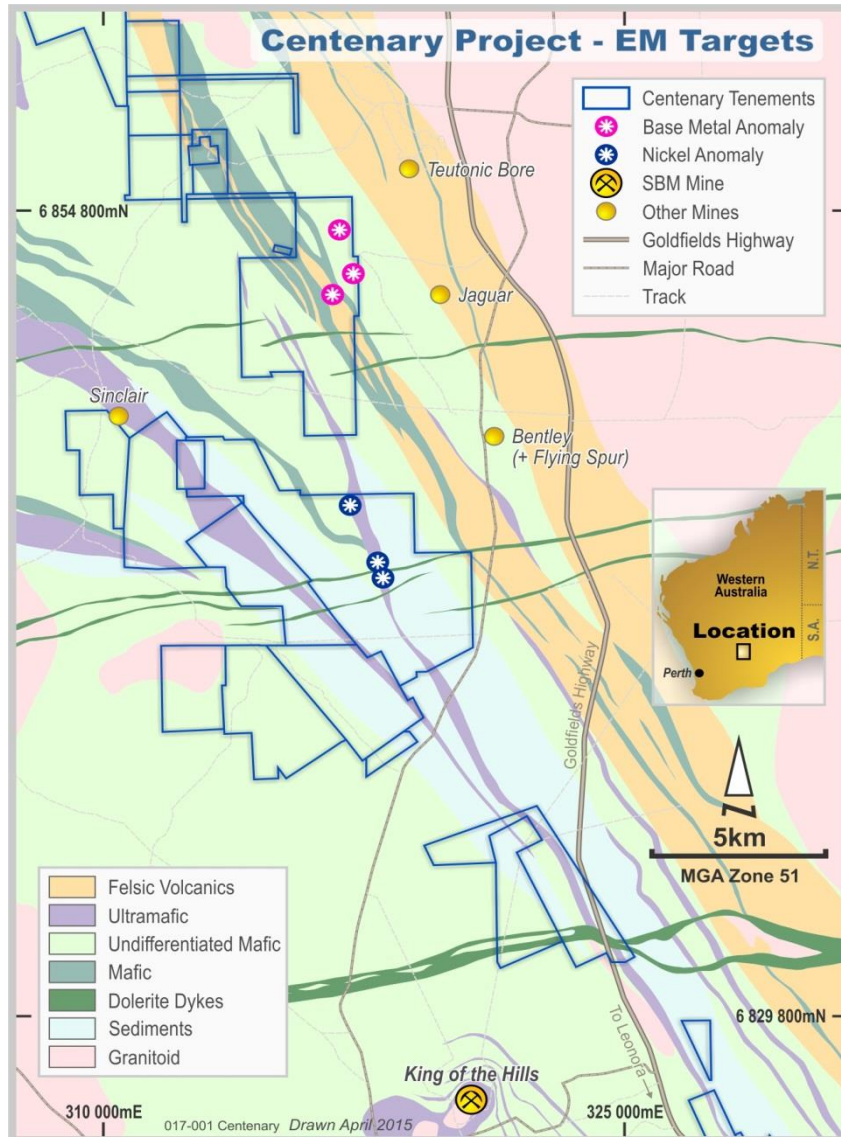 Centenary Project - EM Targets
Centenary Tenements
Base Metal Anomaly
Nickel Anomaly
SBM Mine
Other Mines
Goldfields Highway
Major Road
Track
Teutonic Bore
6 854 800mN
Jaguar
Sinclair
Bentley
(+ Flying Spur)
Western
Australia
N.T.
S.A.
Location
Perth
Goldfields Highway
N
5km
MGA Zone 51
Felsic Volcanics
Ultramafic
Undifferentiated Mafic
Mafic
Dolerite Dykes
Sediments
Granitoid
6 829 800mN
To Leonora
King of the Hills
310 000mE
017-001 Centenary Drawn April 2015
325 000mE